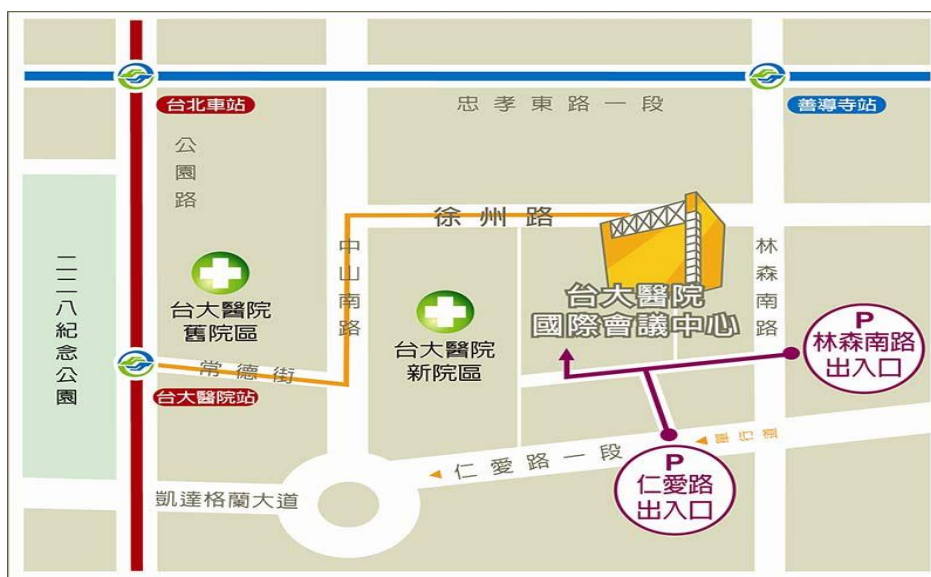 台北車站
忠孝東路一段
善導寺站
公園路
徐州路
中山南路
林森南路
二二八紀念公園
台大醫院
舊院區
台大醫院
新院區
台大醫院
國際會議中心
P
林森南路
出入口
常德街
台大醫院站
單行道
仁愛路一段
P
仁愛路
出入口
凱達格蘭大道